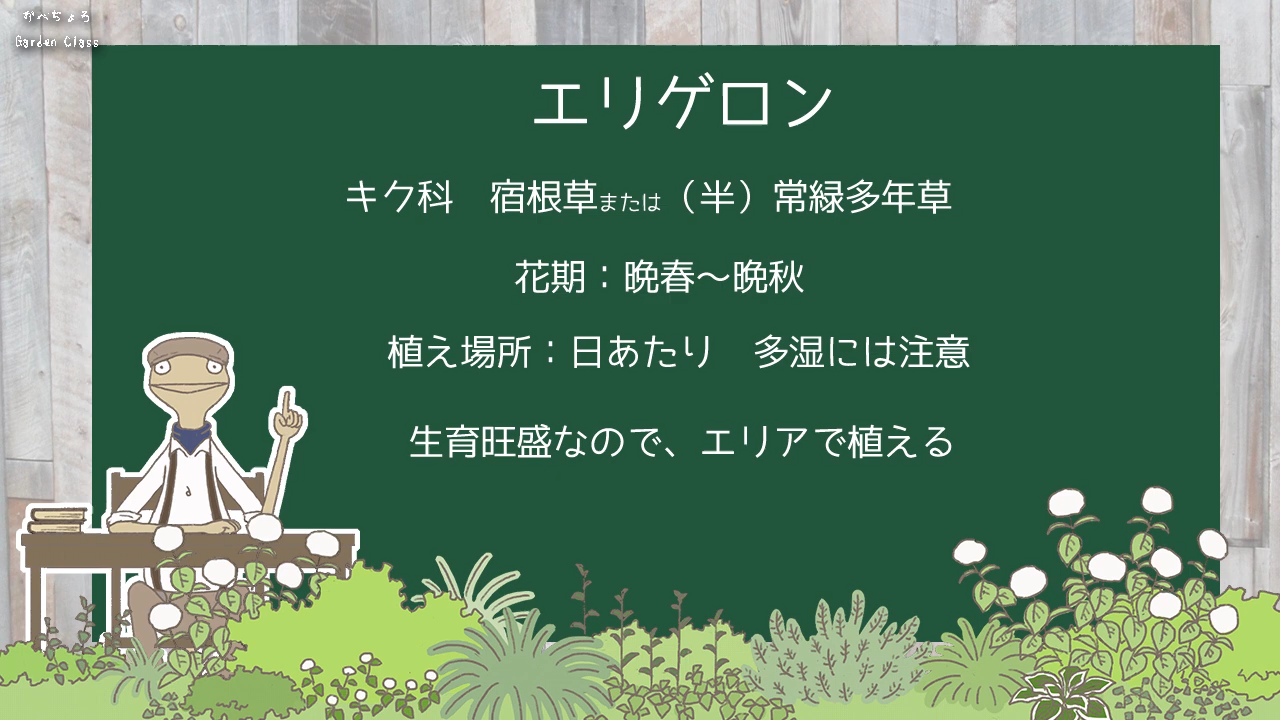 かべちょろ
Garden Class
エリゲロン
キク科　宿根草または（半）常緑多年草
花期：晩春～晩秋
植え場所：日あたり　多湿には注意
生育旺盛なので、エリアで植える